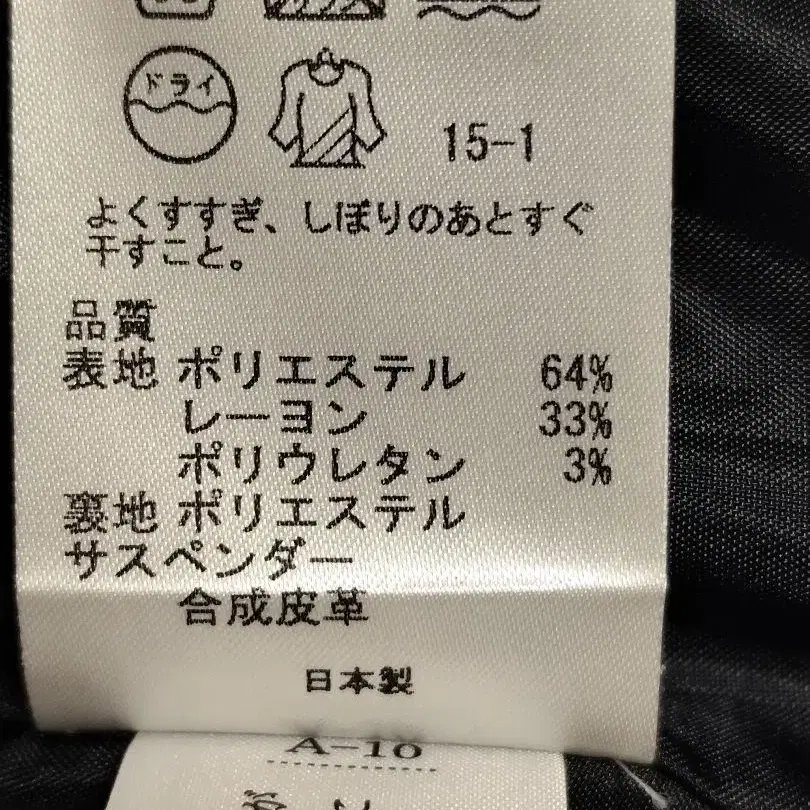 ドライ
15-1
よくすすぎ、しぼりのあとすぐ
干すこと。
品質
表地 ポリエステル 64%
レーヨン 33%
ポリウレタン 3%
裏地 ポリエステル
サスペンダー
合成皮革
日本製
A-10